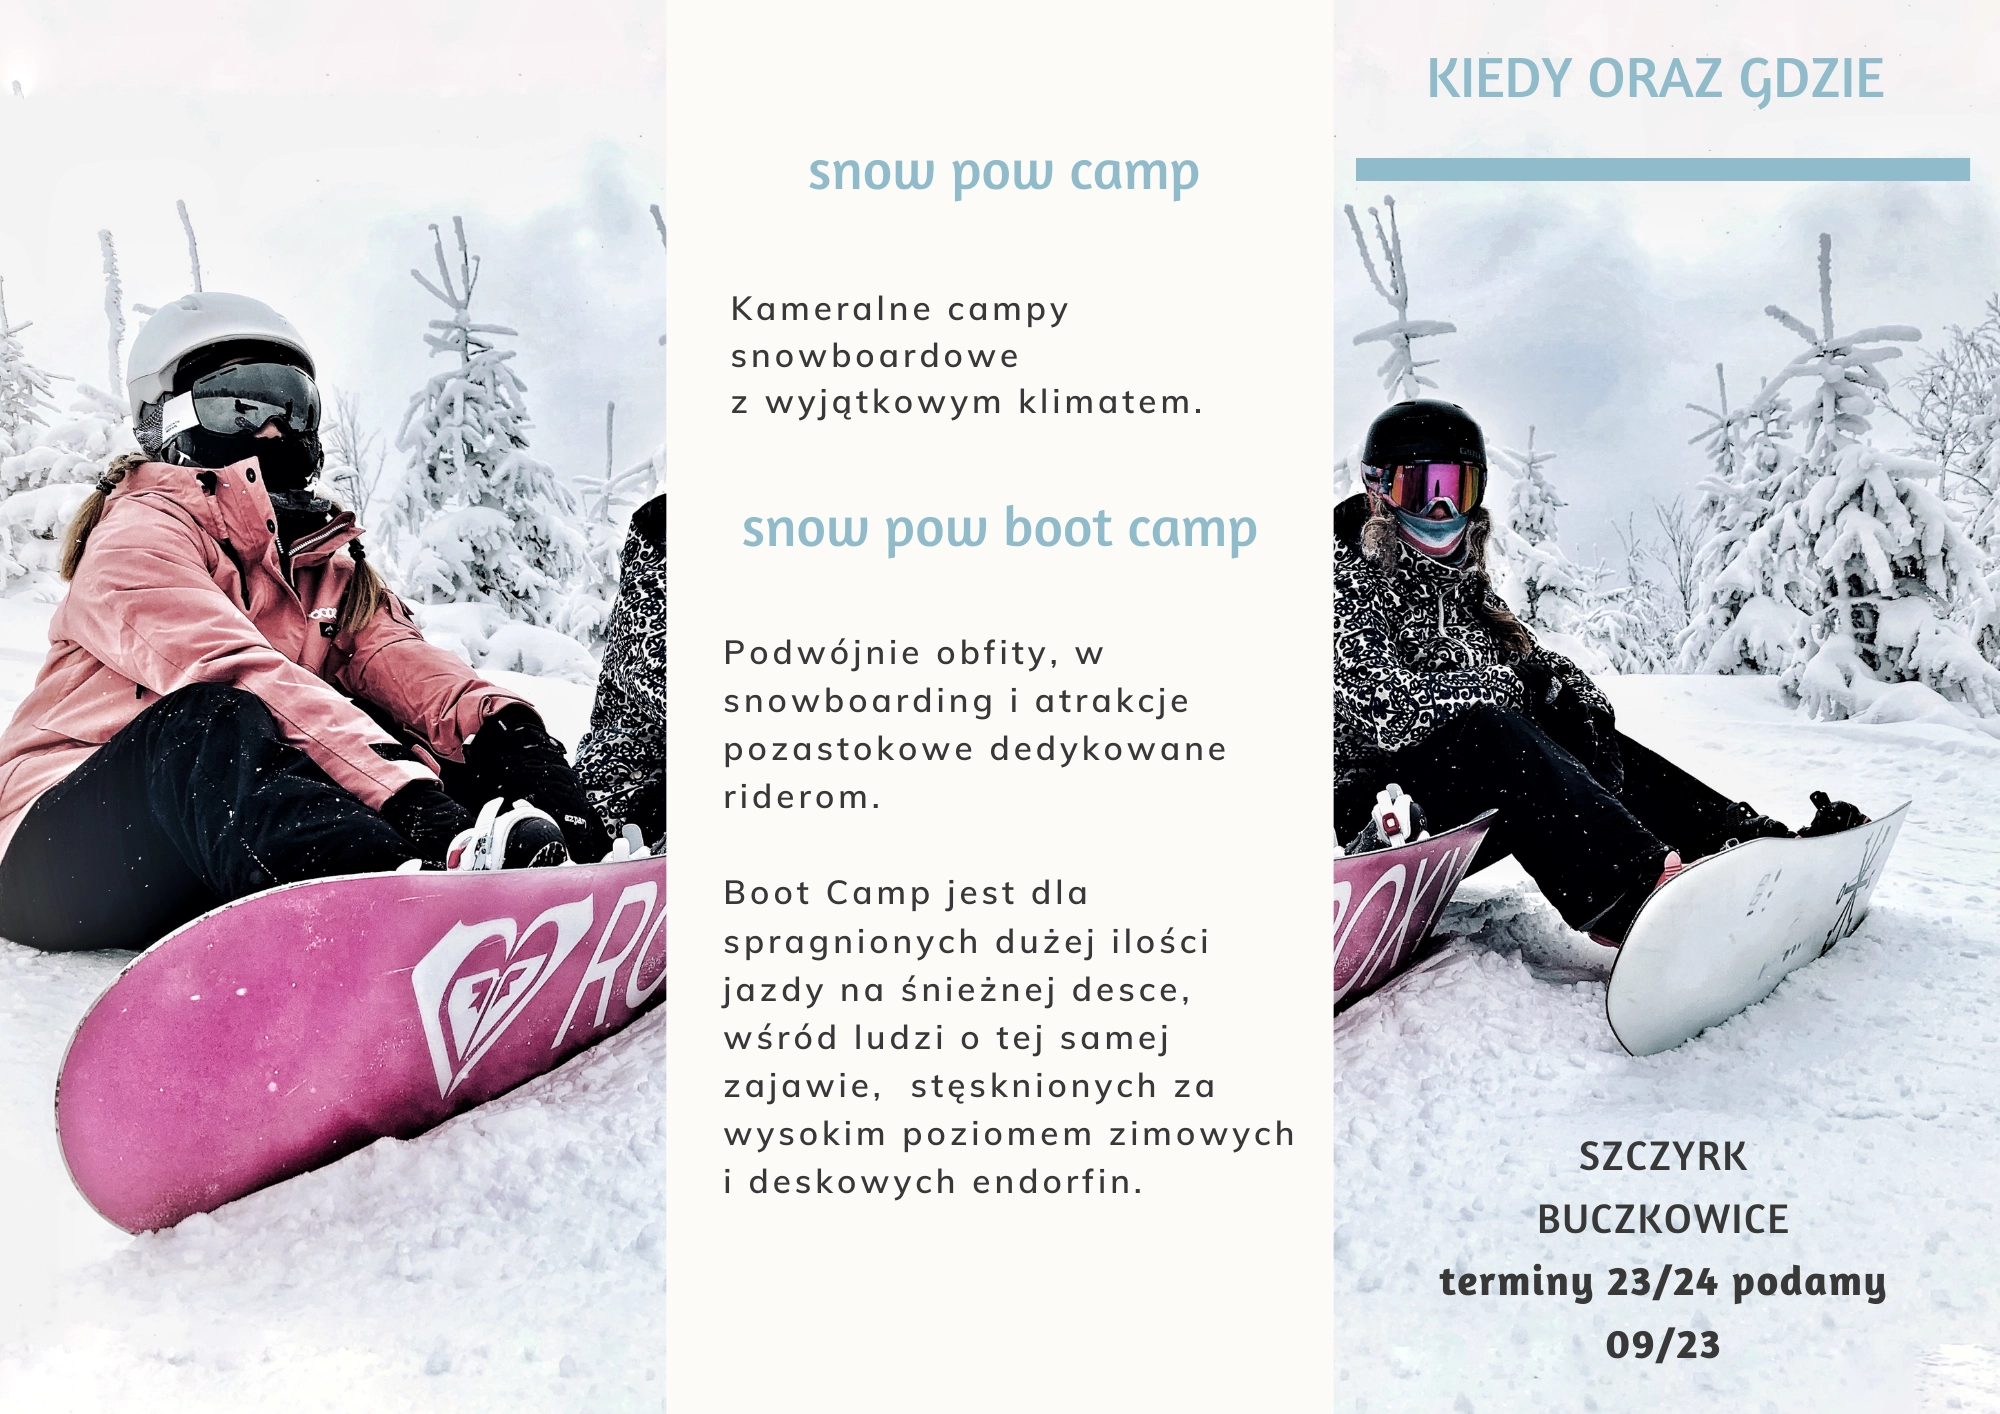 snow pow camp
Kameralne campy
snowboardowe
z wyjątkowym klimatem.
snow pow boot camp
Podwójnie obfity, w
snowboarding i atrakcje
pozastokowe dedykowane
riderom.
Boot Camp jest dla
spragnionych dużej ilości
jazdy na śnieżnej desce,
wśród ludzi o tej samej
zajawie,  stęsknionych za
wysokim poziomem zimowych
i deskowych endorfin.
KIEDY ORAZ GDZIE
ROXY
SZCZYRK
BUCZKOWICE
terminy 23/24 podamy
09/23